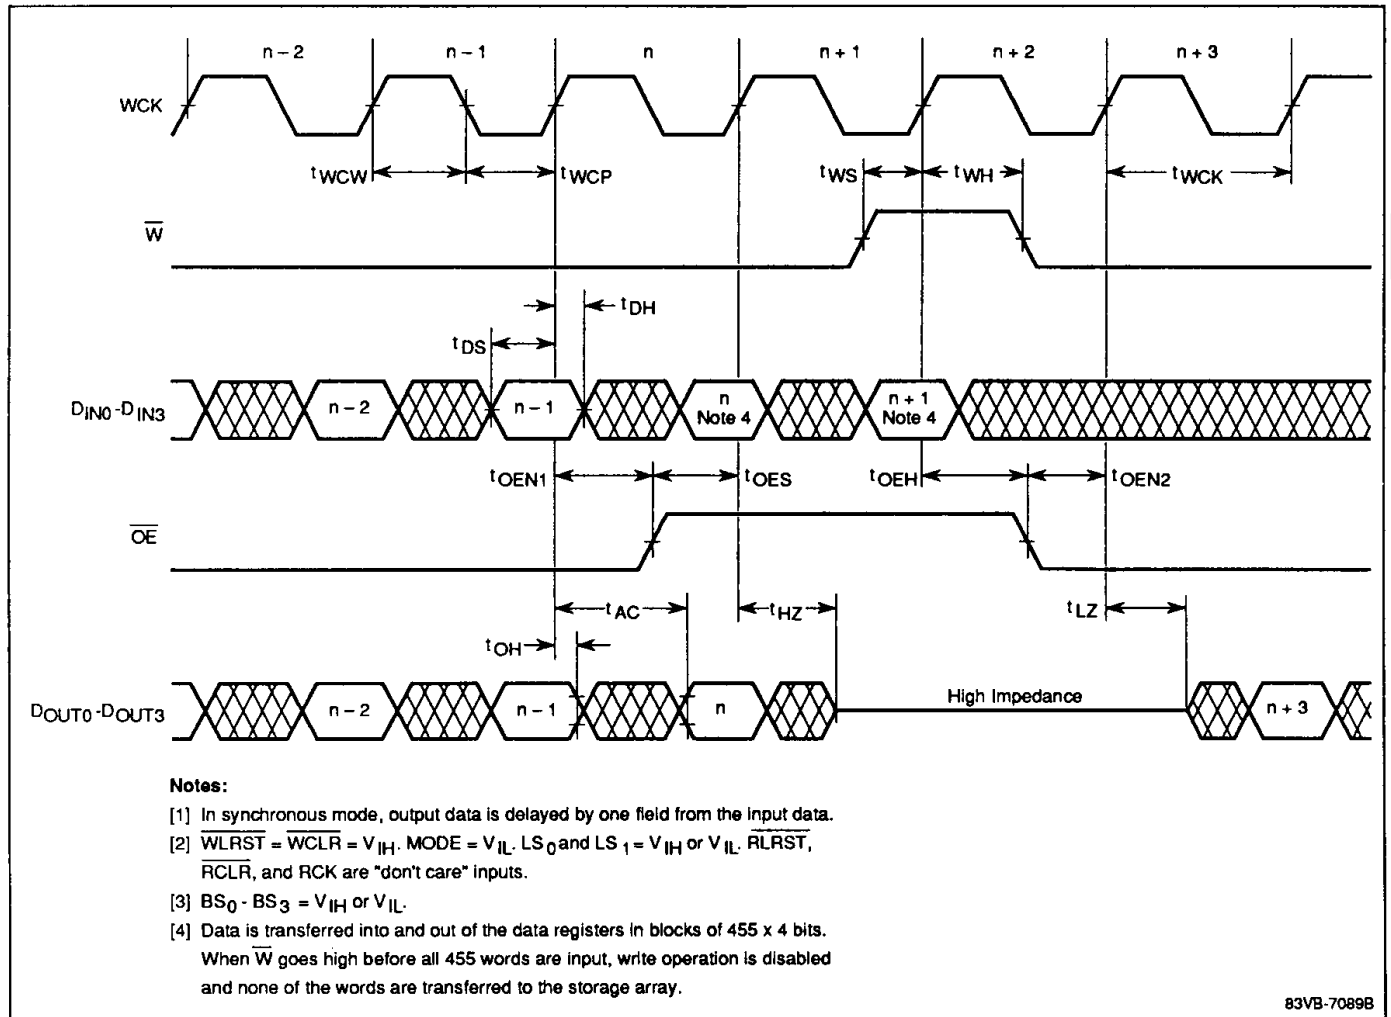 n – 2 n – 1 n n + 1 n + 2 n + 3
WCK
tWCW tWCP tWS tWH tWCK
W̅
tDH
tDS
DIN0 - DIN3 n – 2 n – 1 n Note 4 n + 1 Note 4
tOEN1 tOES tOEH tOEN2
O̅E̅
tAC tHZ tLZ
tOH
DOUT0 - DOUT3 n – 2 n – 1 n High Impedance n + 3
Notes:
[1] In synchronous mode, output data is delayed by one field from the input data.
[2] W̅L̅R̅S̅T̅ = W̅C̅L̅R̅ = VIH. MODE = VIL. LS0 and LS1 = VIH or VIL. R̅L̅R̅S̅T̅,
R̅C̅L̅R̅, and RCK are "don't care" inputs.
[3] BS0 - BS3 = VIH or VIL.
[4] Data is transferred into and out of the data registers in blocks of 455 x 4 bits.
When W̅ goes high before all 455 words are input, write operation is disabled
and none of the words are transferred to the storage array.
83VB-7089B